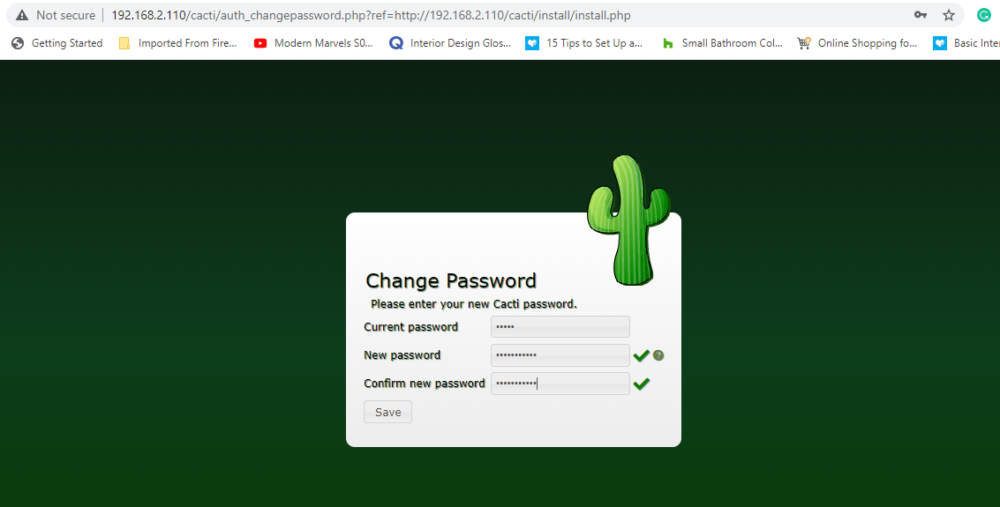 Not secure | 192.168.2.110/cacti/auth_changepassword.php?ref=http://192.168.2.110/cacti/install/install.php
Getting Started Imported From Fire... Modern Marvels S0... Interior Design Glos... 15 Tips to Set Up a... Small Bathroom Col... Online Shopping fo... Basic Inter
Change Password
Please enter your new Cacti password.
Current password •••••
New password ••••••••••• ?
Confirm new password •••••••••••
Save